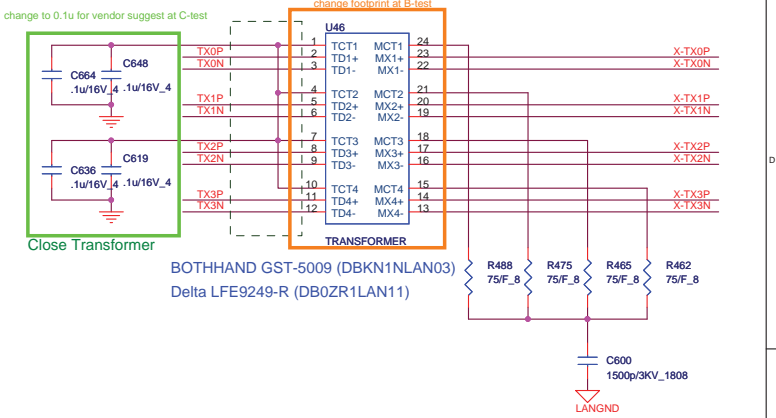 change footprint at B-test
change to 0.1u for vendor suggest at C-test
U46
1 TCT1 MCT1 24
TX0P 2 TD1+ MX1+ 23 X-TX0P
TX0N 3 TD1- MX1- 22 X-TX0N
C664
.1u/16V_4
C648
.1u/16V_4
4 TCT2 MCT2 21
TX1P 5 TD2+ MX2+ 20 X-TX1P
TX1N 6 TD2- MX2- 19 X-TX1N
7 TCT3 MCT3 18
TX2P 8 TD3+ MX3+ 17 X-TX2P
TX2N 9 TD3- MX3- 16 X-TX2N
C636
.1u/16V_4
C619
.1u/16V_4
D
10 TCT4 MCT4 15
TX3P 11 TD4+ MX4+ 14 X-TX3P
TX3N 12 TD4- MX4- 13 X-TX3N
Close Transformer
TRANSFORMER
BOTHHAND GST-5009 (DBKN1NLAN03)
Delta LFE9249-R (DB0ZR1LAN11)
R488
75/F_8
R475
75/F_8
R465
75/F_8
R462
75/F_8
C600
1500p/3KV_1808
LANGND